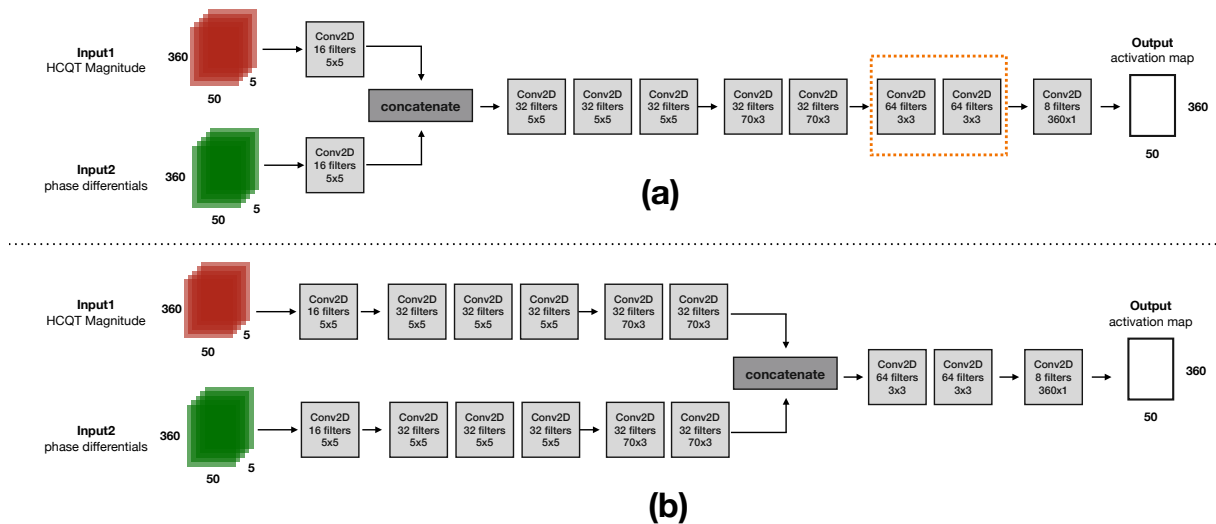 Input1
HCQT Magnitude
360
50
5
Conv2D
16 filters
5x5
Input2
phase differentials
360
50
5
Conv2D
16 filters
5x5
concatenate
Conv2D
32 filters
5x5
Conv2D
32 filters
5x5
Conv2D
32 filters
5x5
Conv2D
32 filters
70x3
Conv2D
32 filters
70x3
Conv2D
64 filters
3x3
Conv2D
64 filters
3x3
Conv2D
8 filters
360x1
Output
activation map
360
50
(a)
Input1
HCQT Magnitude
360
50
5
Conv2D
16 filters
5x5
Conv2D
32 filters
5x5
Conv2D
32 filters
5x5
Conv2D
32 filters
5x5
Conv2D
32 filters
70x3
Conv2D
32 filters
70x3
Input2
phase differentials
360
50
5
Conv2D
16 filters
5x5
Conv2D
32 filters
5x5
Conv2D
32 filters
5x5
Conv2D
32 filters
5x5
Conv2D
32 filters
70x3
Conv2D
32 filters
70x3
concatenate
Conv2D
64 filters
3x3
Conv2D
64 filters
3x3
Conv2D
8 filters
360x1
Output
activation map
360
50
(b)